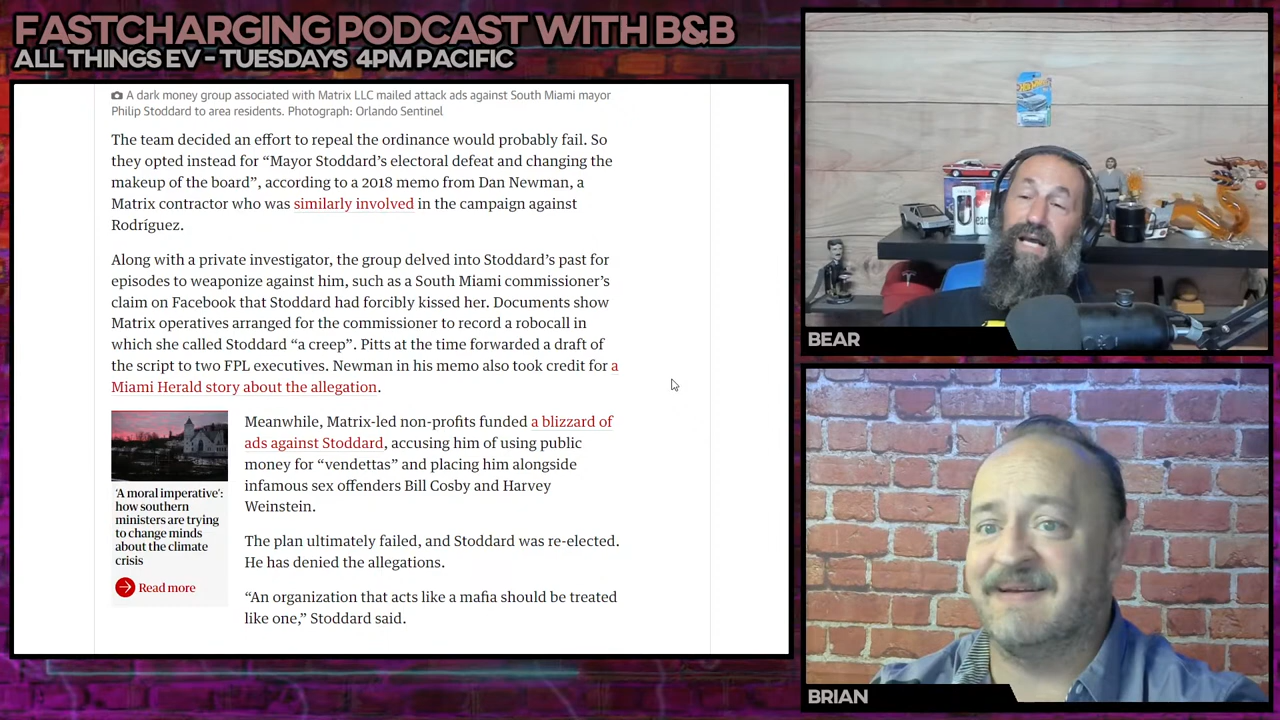 FASTCHARGING PODCAST WITH B&B
ALL THINGS EV - TUESDAYS 4PM PACIFIC
A dark money group associated with Matrix LLC mailed attack ads against South Miami mayor
Philip Stoddard to area residents. Photograph: Orlando Sentinel
The team decided an effort to repeal the ordinance would probably fail. So
they opted instead for “Mayor Stoddard’s electoral defeat and changing the
makeup of the board”, according to a 2018 memo from Dan Newman, a
Matrix contractor who was similarly involved in the campaign against
Rodríguez.
Along with a private investigator, the group delved into Stoddard’s past for
episodes to weaponize against him, such as a South Miami commissioner’s
claim on Facebook that Stoddard had forcibly kissed her. Documents show
Matrix operatives arranged for the commissioner to record a robocall in
which she called Stoddard “a creep”. Pitts at the time forwarded a draft of
the script to two FPL executives. Newman in his memo also took credit for a
Miami Herald story about the allegation.
Meanwhile, Matrix-led non-profits funded a blizzard of
ads against Stoddard, accusing him of using public
money for “vendettas” and placing him alongside
infamous sex offenders Bill Cosby and Harvey
Weinstein.
The plan ultimately failed, and Stoddard was re-elected.
He has denied the allegations.
“An organization that acts like a mafia should be treated
like one,” Stoddard said.
‘A moral imperative’:
how southern
ministers are trying
to change minds
about the climate
crisis
Read more
BEAR
BRIAN